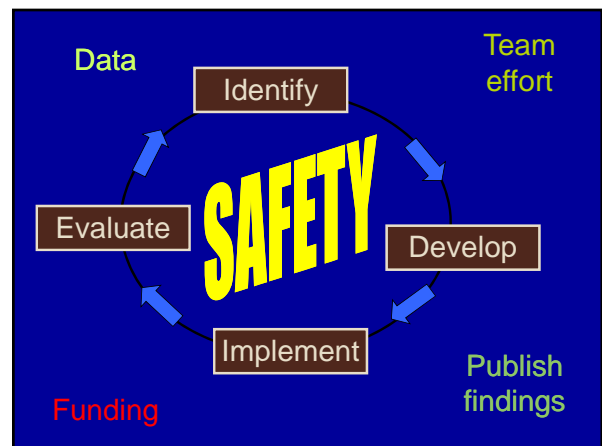 Data
Team
effort
Identify
SAFETY
Evaluate
Develop
Implement
Publish
findings
Funding